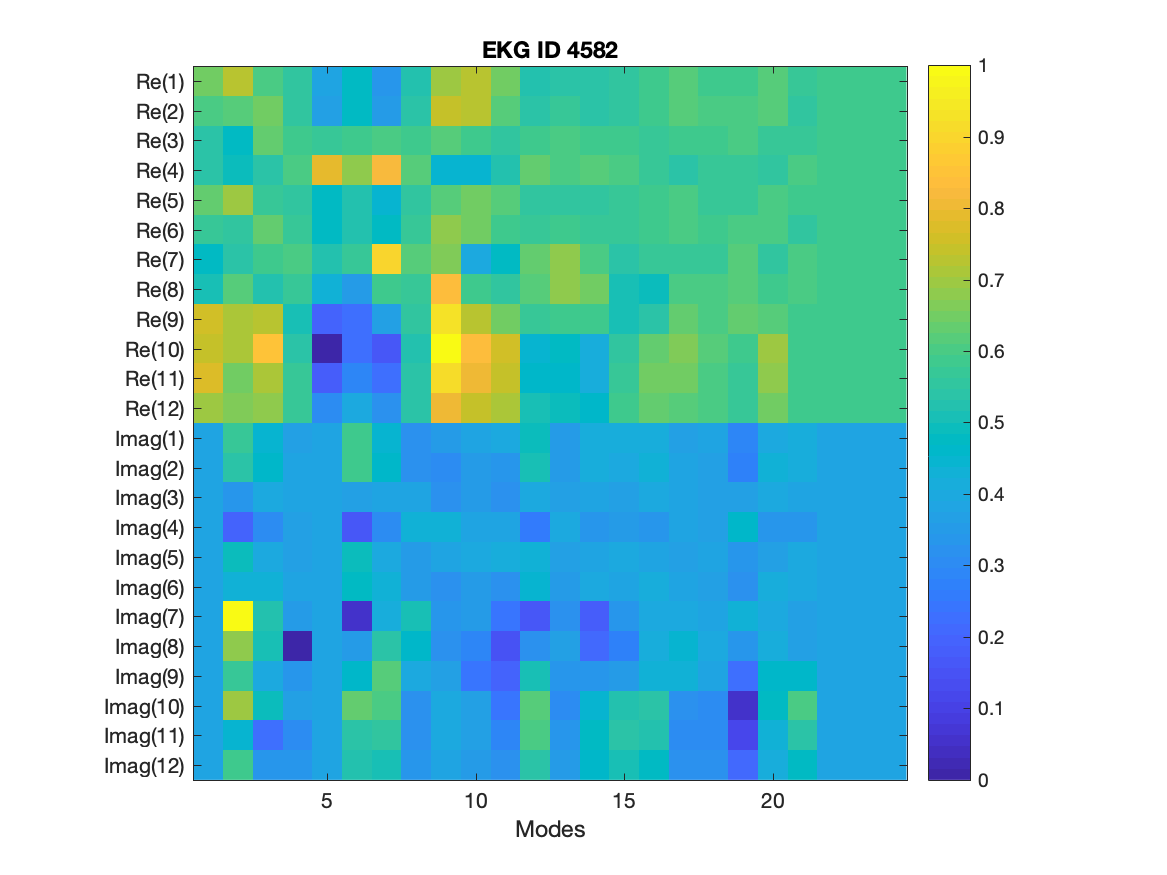 EKG ID 4582
Re(1)
Re(2)
Re(3)
Re(4)
Re(5)
Re(6)
Re(7)
Re(8)
Re(9)
Re(10)
Re(11)
Re(12)
Imag(1)
Imag(2)
Imag(3)
Imag(4)
Imag(5)
Imag(6)
Imag(7)
Imag(8)
Imag(9)
Imag(10)
Imag(11)
Imag(12)
5 10 15 20
Modes
1
0.9
0.8
0.7
0.6
0.5
0.4
0.3
0.2
0.1
0